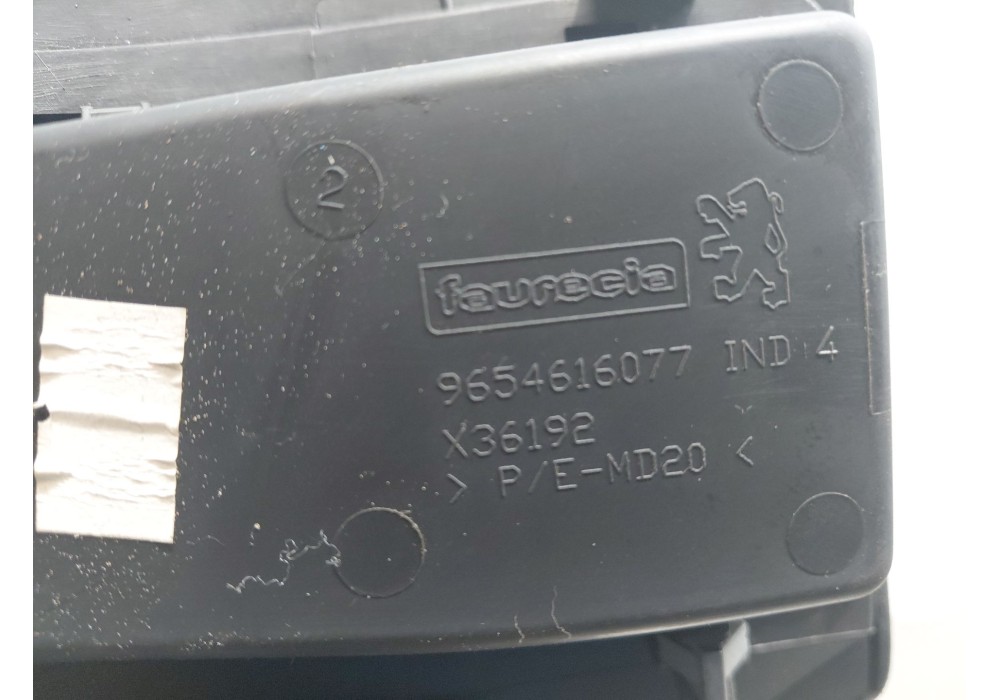 2
faurecia
9654616077 IND 4
X36192
> P/E-MD20 <